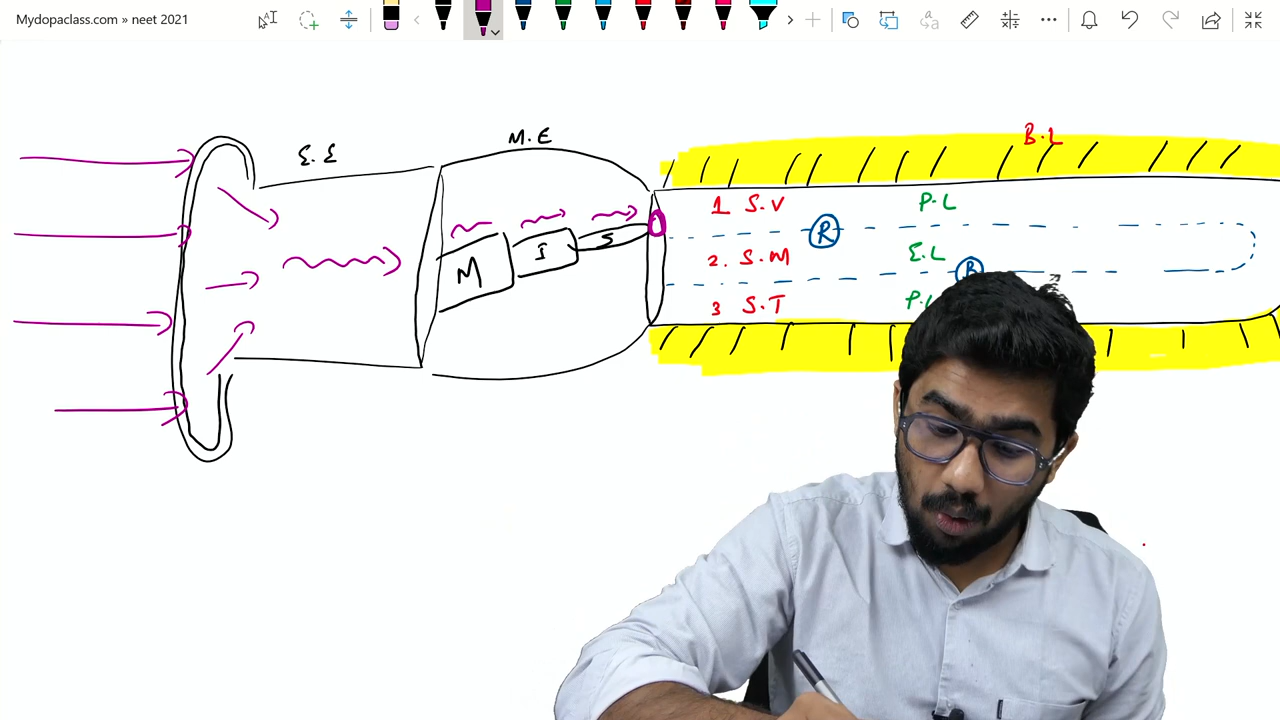 Mydopaclass.com » neet 2021
E.E
M.E
B.L
1 S.V P.L
R
2. S.M E.L
B
3 S.T P.L
M I S